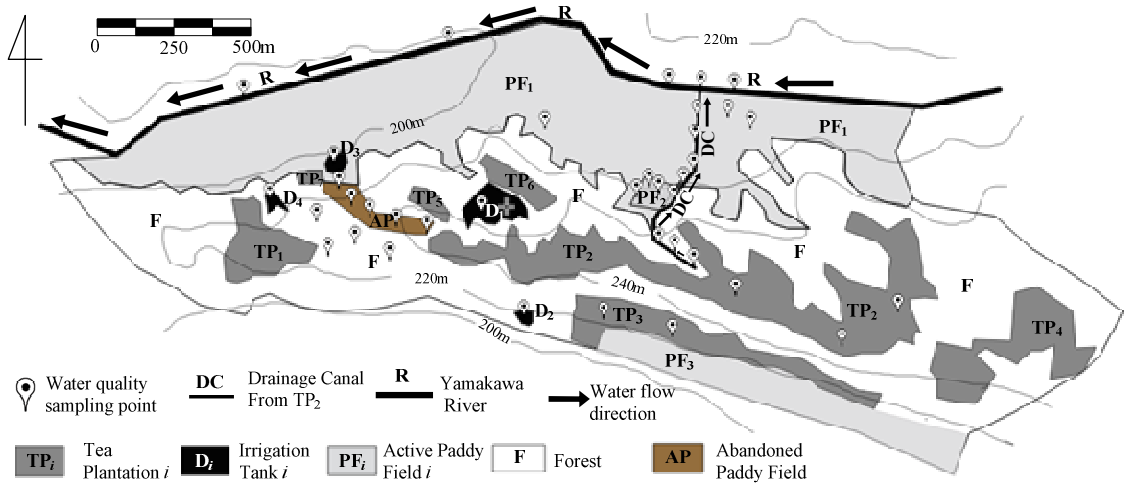 R
220m
0 250 500m
R
R
PF1
200m
PF1
DC
D3
TP7
TP6
F
PF2
D4
TP5
D
DC
F
AP
F
TP1
F
TP2
F
220m
240m
TP2
D2
TP3
TP4
200m
PF3
Water quality
sampling point
DC
Drainage Canal
From TP2
R
Yamakawa
River
Water flow
direction
TPi
Tea
Plantation i
Di
Irrigation
Tank i
PFi
Active Paddy
Field i
F
Forest
AP
Abandoned
Paddy Field